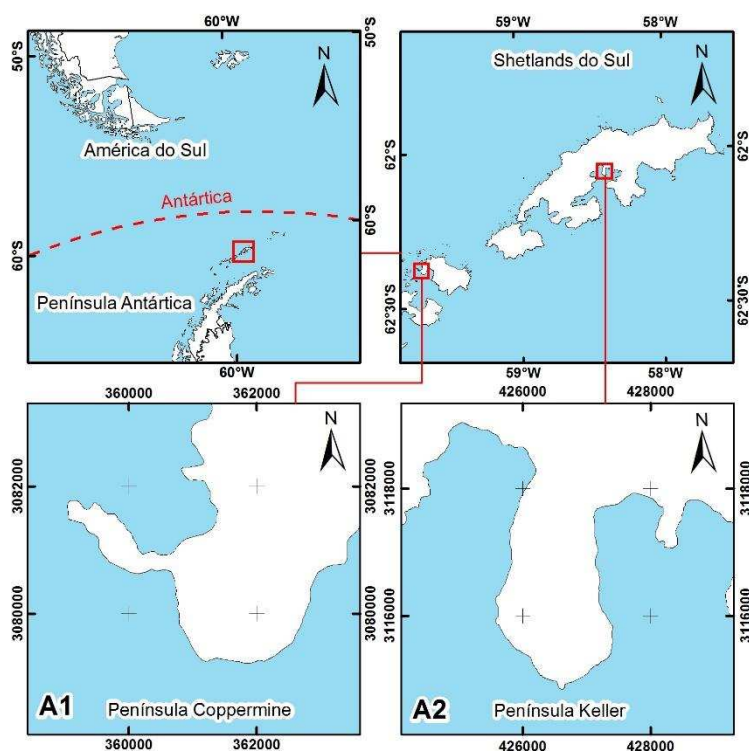 60°W
50°S
50°S
N
América do Sul
Antártica
60°S
60°S
Península Antártica
60°W
59°W
58°W
Shetlands do Sul
N
62°S
62°S
62°30'S
62°30'S
59°W
58°W
360000
362000
N
3082000
3082000
3080000
3080000
A1
Península Coppermine
360000
362000
426000
428000
N
3118000
3118000
3116000
3116000
A2
Península Keller
426000
428000